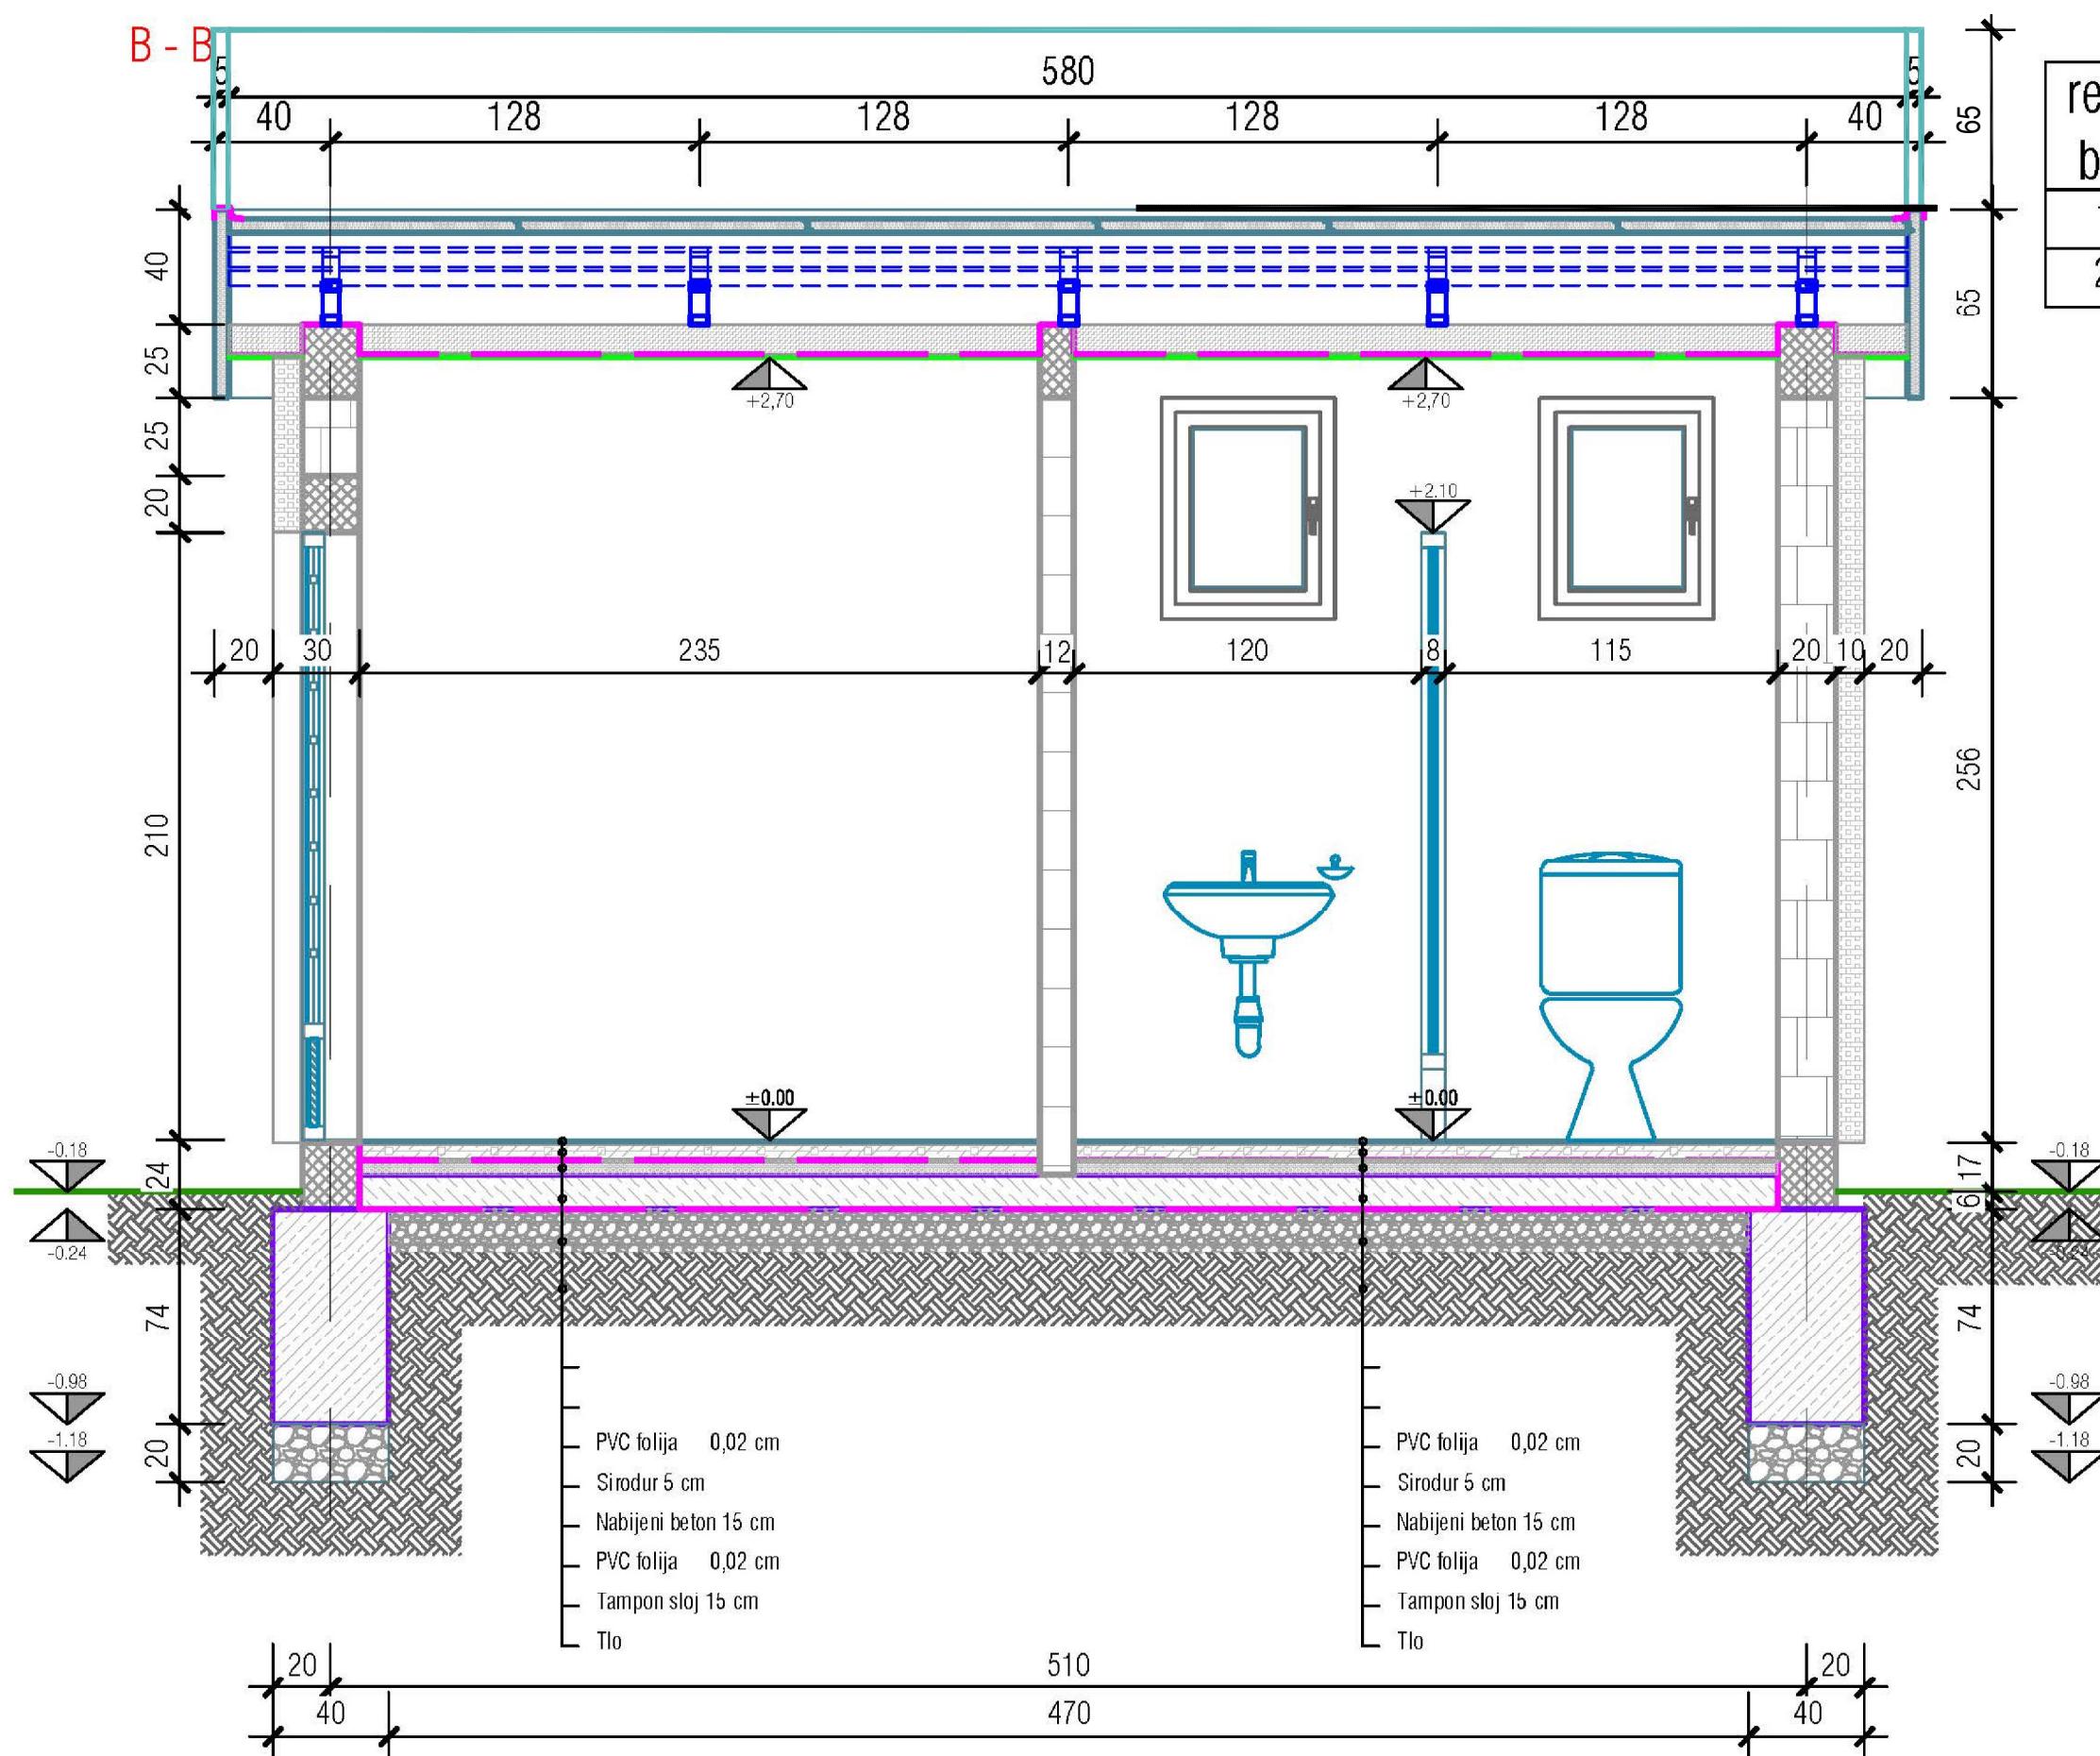 B - B
5 580 5
40 128 128 128 128 40
65
40
65
25
+2,70 +2,70
25
20
+2.10
20 30 235 12 120 8 115 20 10 20
256
210
±0.00 ±0.00
-0.18 -0.18
24 17
6
-0.24
74 74
-0.98 -0.98
-1.18 -1.18
20 20
PVC folija 0,02 cm PVC folija 0,02 cm
Sirodur 5 cm Sirodur 5 cm
Nabijeni beton 15 cm Nabijeni beton 15 cm
PVC folija 0,02 cm PVC folija 0,02 cm
Tampon sloj 15 cm Tampon sloj 15 cm
Tlo Tlo
20 510 20
40 470 40